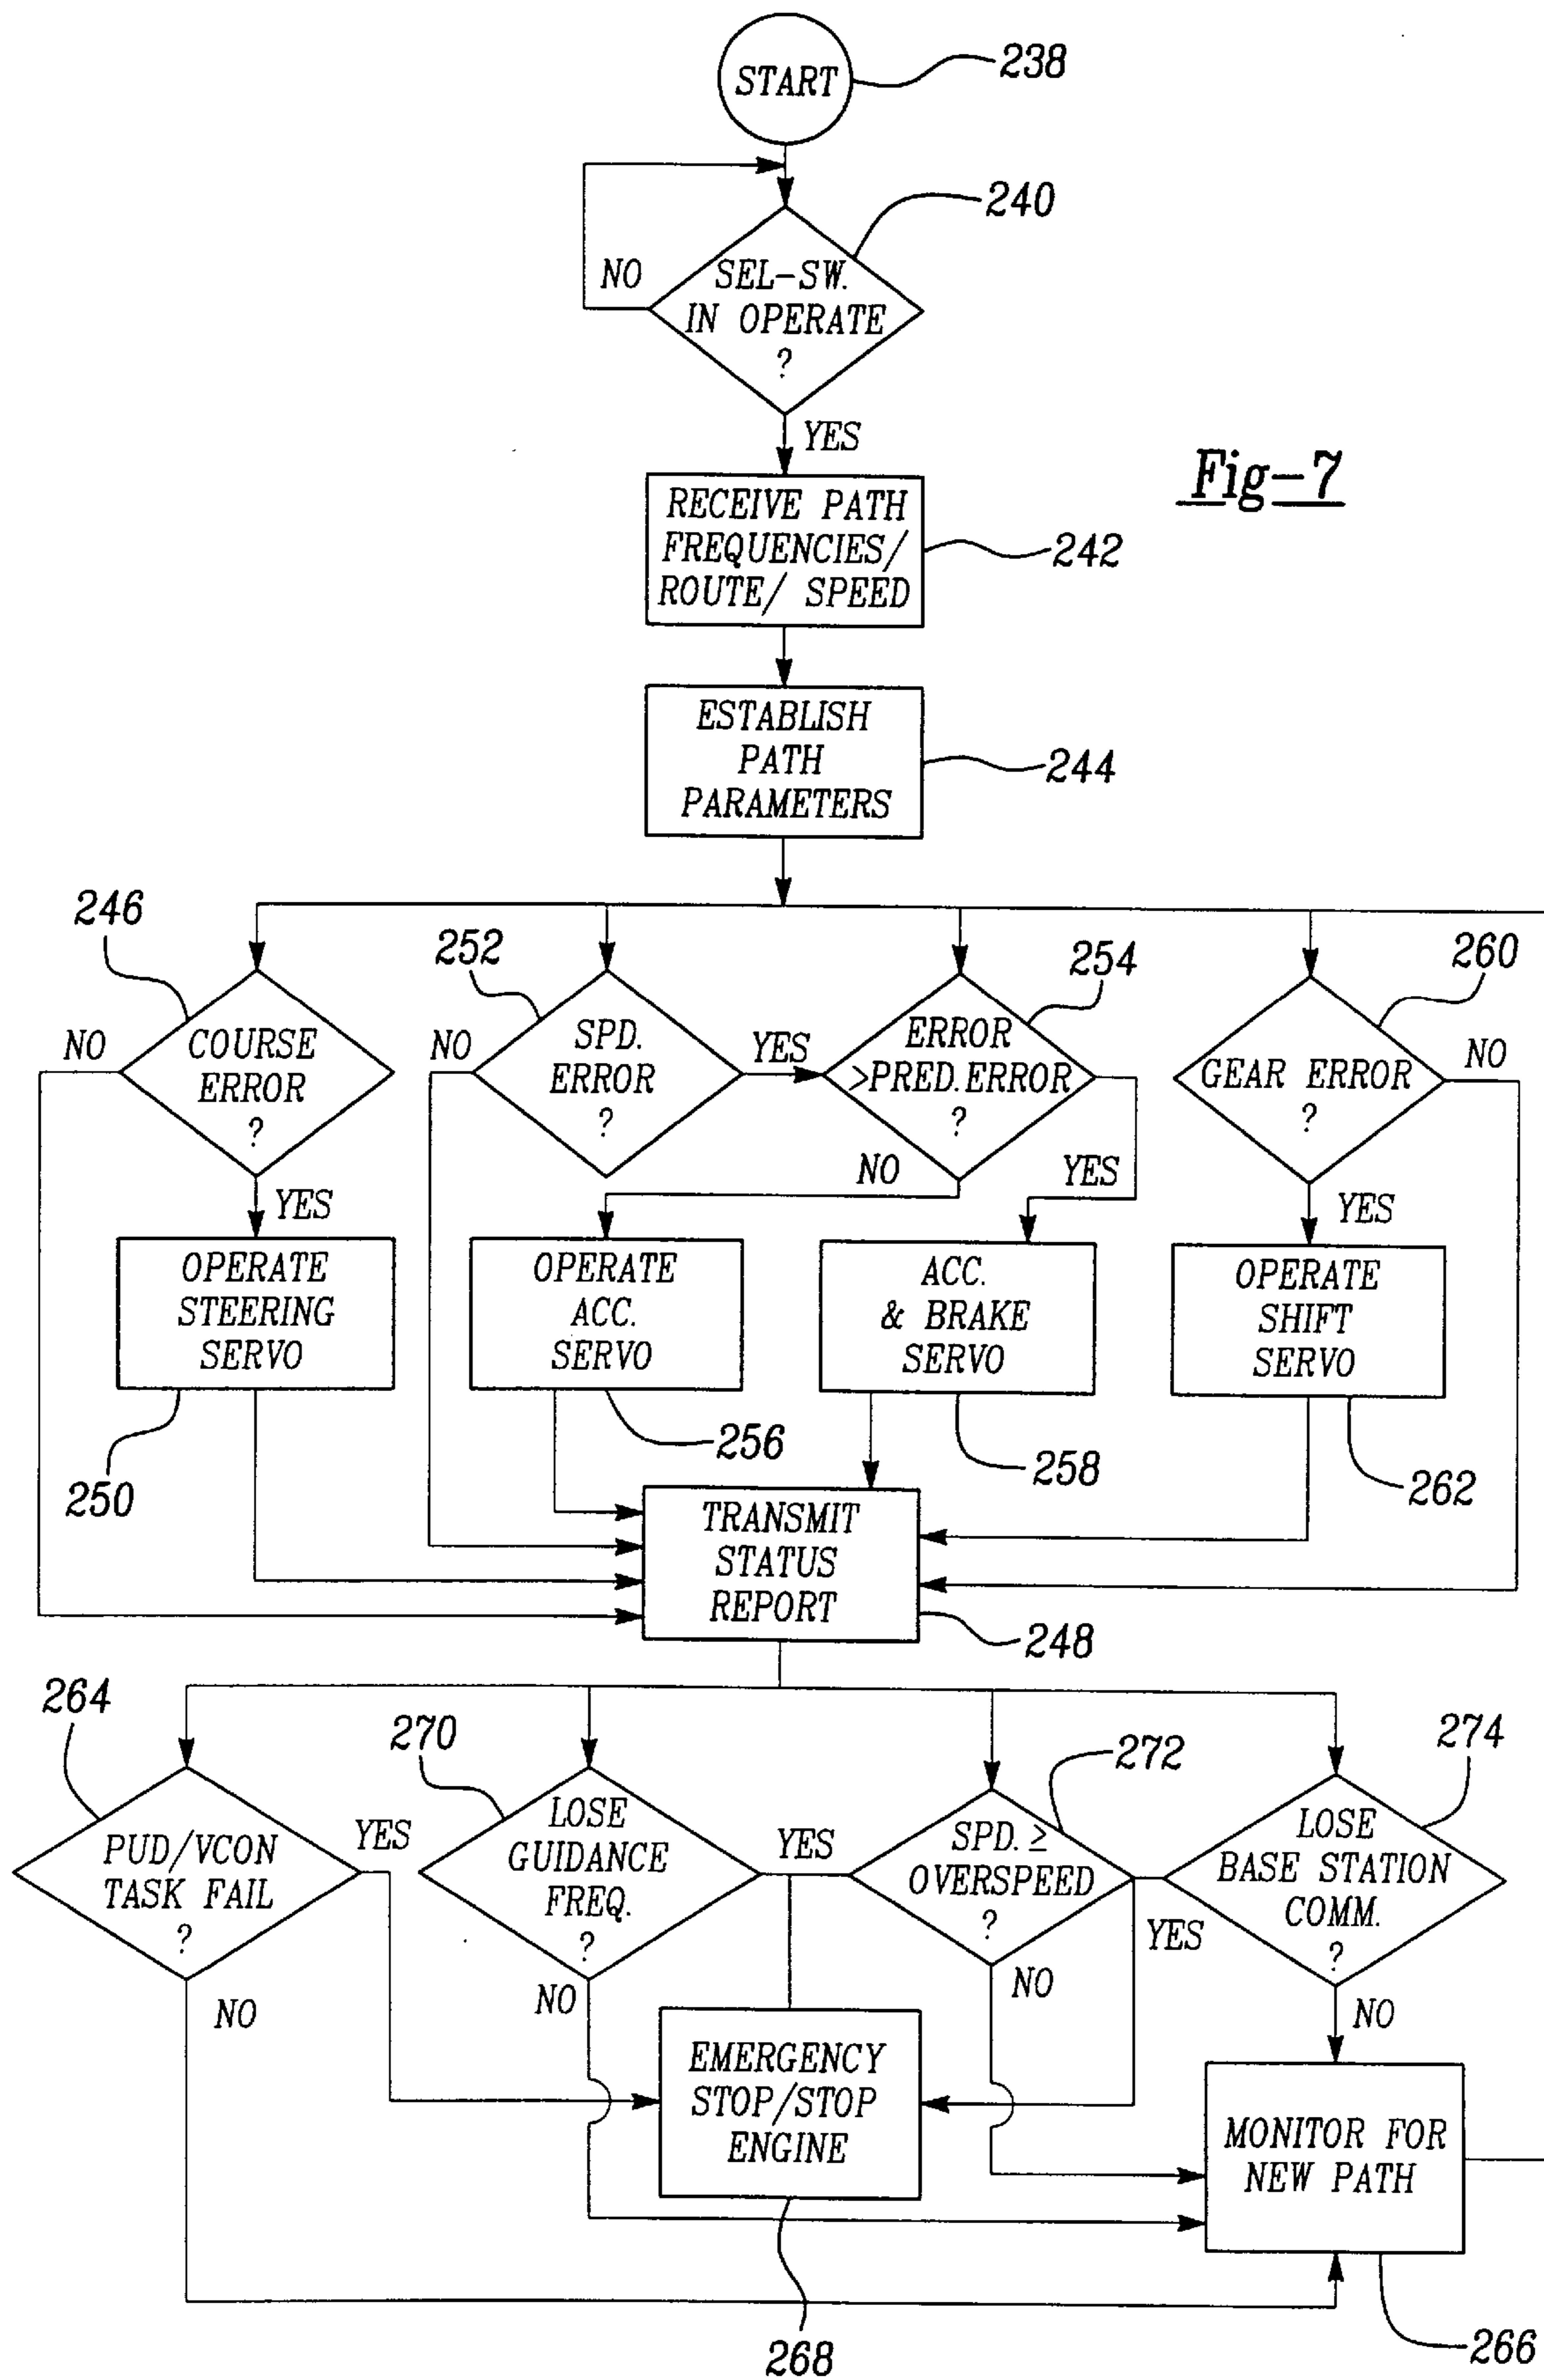 START
238
240
NO
SEL-SW.
IN OPERATE
?
YES
Fig-7
RECEIVE PATH
FREQUENCIES/
ROUTE/ SPEED
242
ESTABLISH
PATH
PARAMETERS
244
246
252
254
260
NO
COURSE
ERROR
?
NO
SPD.
ERROR
?
YES
ERROR
>PRED.ERROR
?
GEAR ERROR
?
NO
YES
NO
YES
YES
OPERATE
STEERING
SERVO
OPERATE
ACC.
SERVO
ACC.
& BRAKE
SERVO
OPERATE
SHIFT
SERVO
250
256
258
262
TRANSMIT
STATUS
REPORT
248
264
270
272
274
PUD/VCON
TASK FAIL
?
YES
LOSE
GUIDANCE
FREQ.
?
YES
SPD. ≥
OVERSPEED
?
YES
LOSE
BASE STATION
COMM.
?
NO
NO
NO
NO
EMERGENCY
STOP/STOP
ENGINE
MONITOR FOR
NEW PATH
268
266